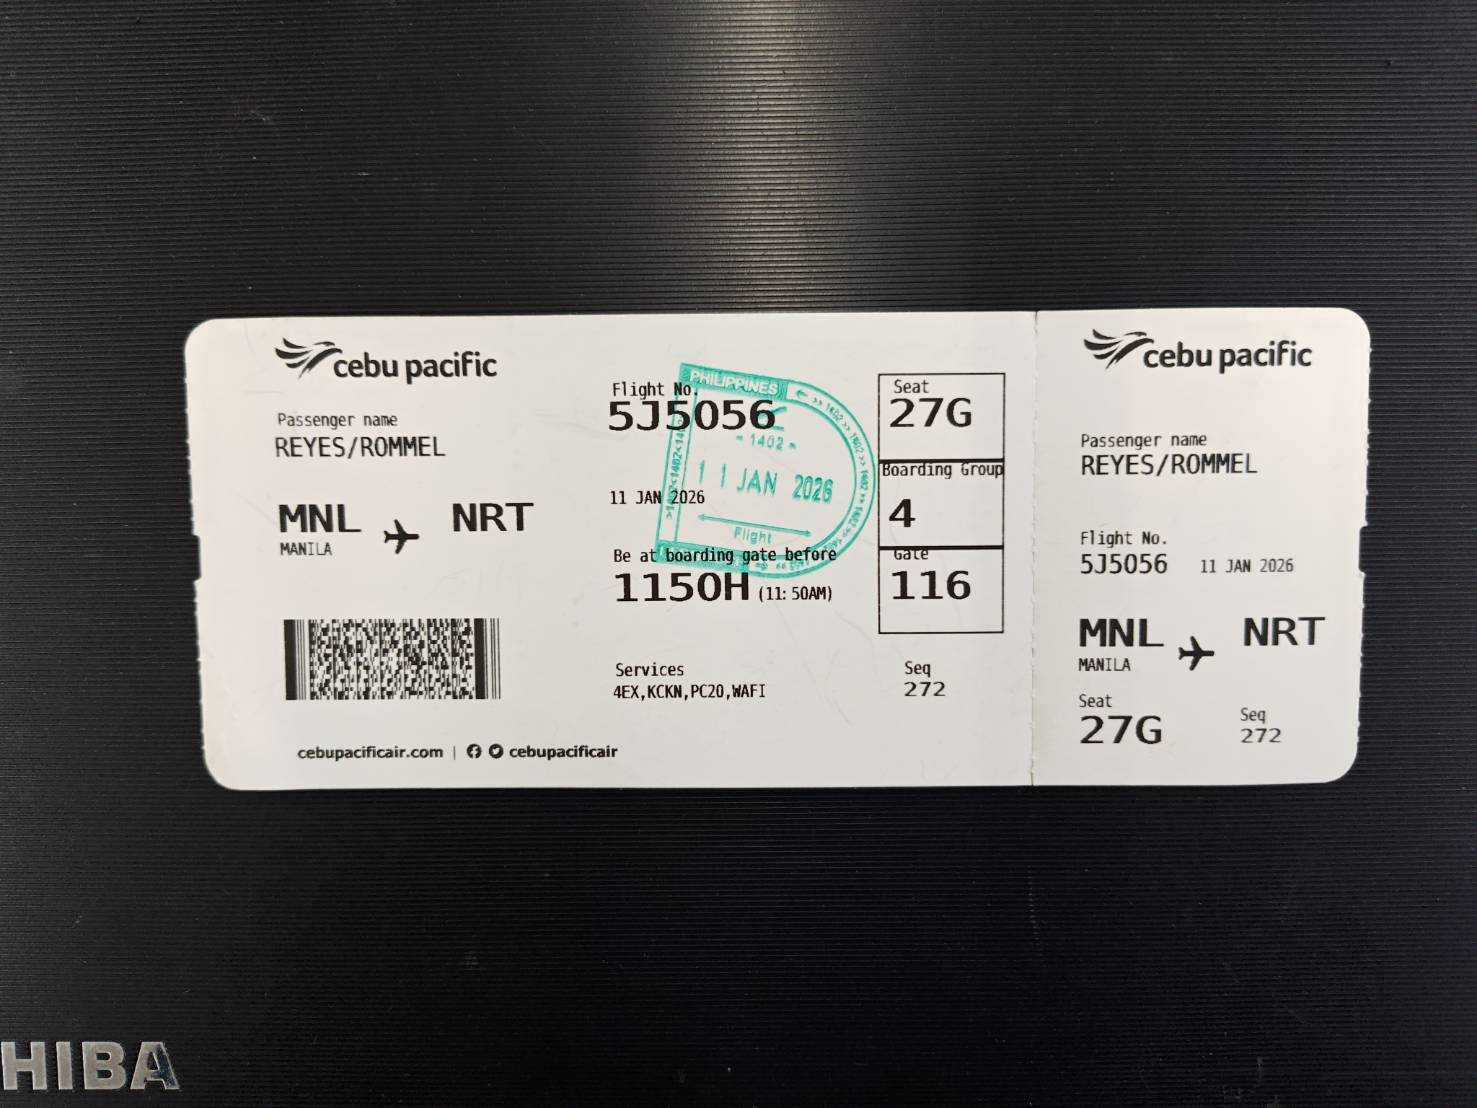 cebu pacific
Passenger name
REYES/ROMMEL
MNL NRT
MANILA
cebupacificair.com | cebupacificair
Flight No.
5J5056
11 JAN 2026
Be at boarding gate before
1150H (11:50AM)
Services
4EX,KCKN,PC20,WAFI
PHILIPPINES
- 1402 -
11 JAN 2026
Flight
Seat
27G
Boarding Group
4
Gate
116
Seq
272
cebu pacific
Passenger name
REYES/ROMMEL
Flight No.
5J5056 11 JAN 2026
MNL NRT
MANILA
Seat
27G
Seq
272
HIBA